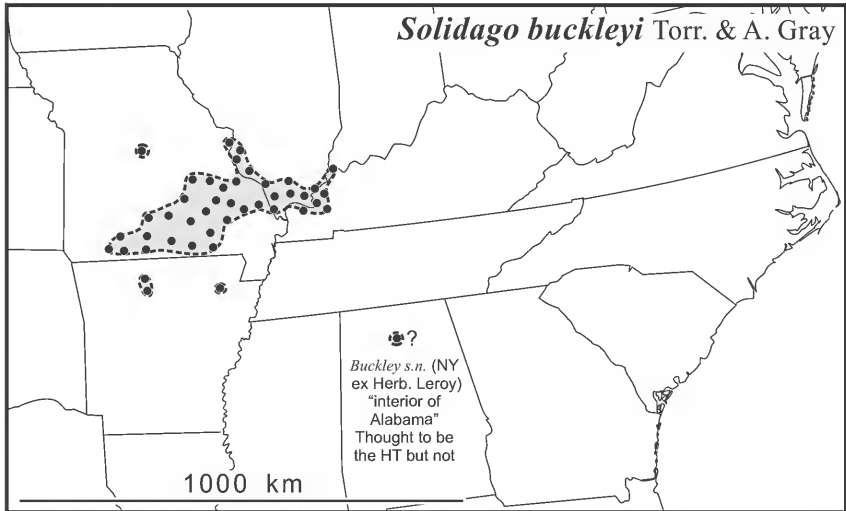 Solidago buckleyi Torr. & A. Gray
?
Buckley s.n. (NY
ex Herb. Leroy)
“interior of
Alabama”
Thought to be
the HT but not
1000 km